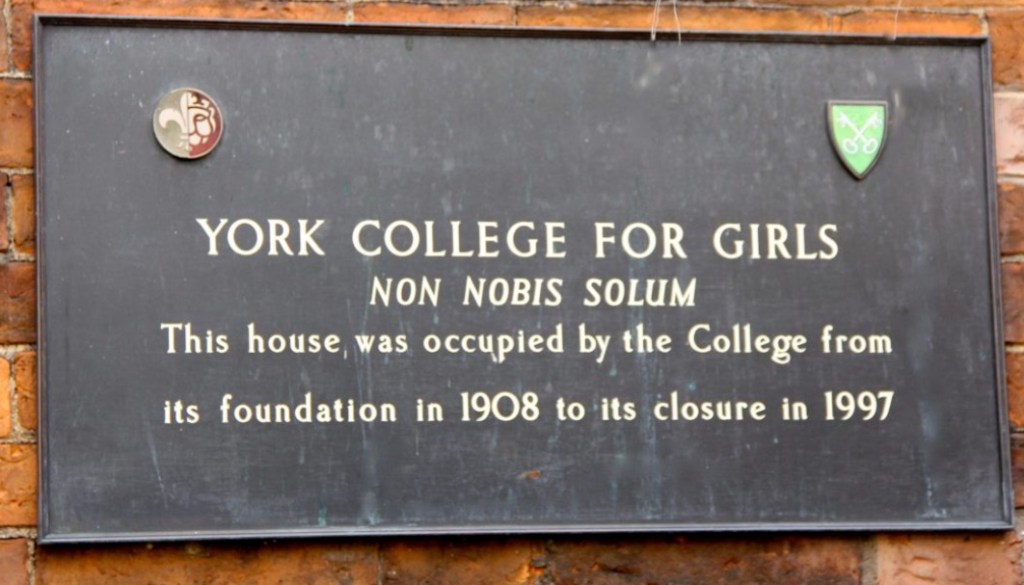 YORK COLLEGE FOR GIRLS
NON NOBIS SOLUM
This house was occupied by the College from
its foundation in 1908 to its closure in 1997